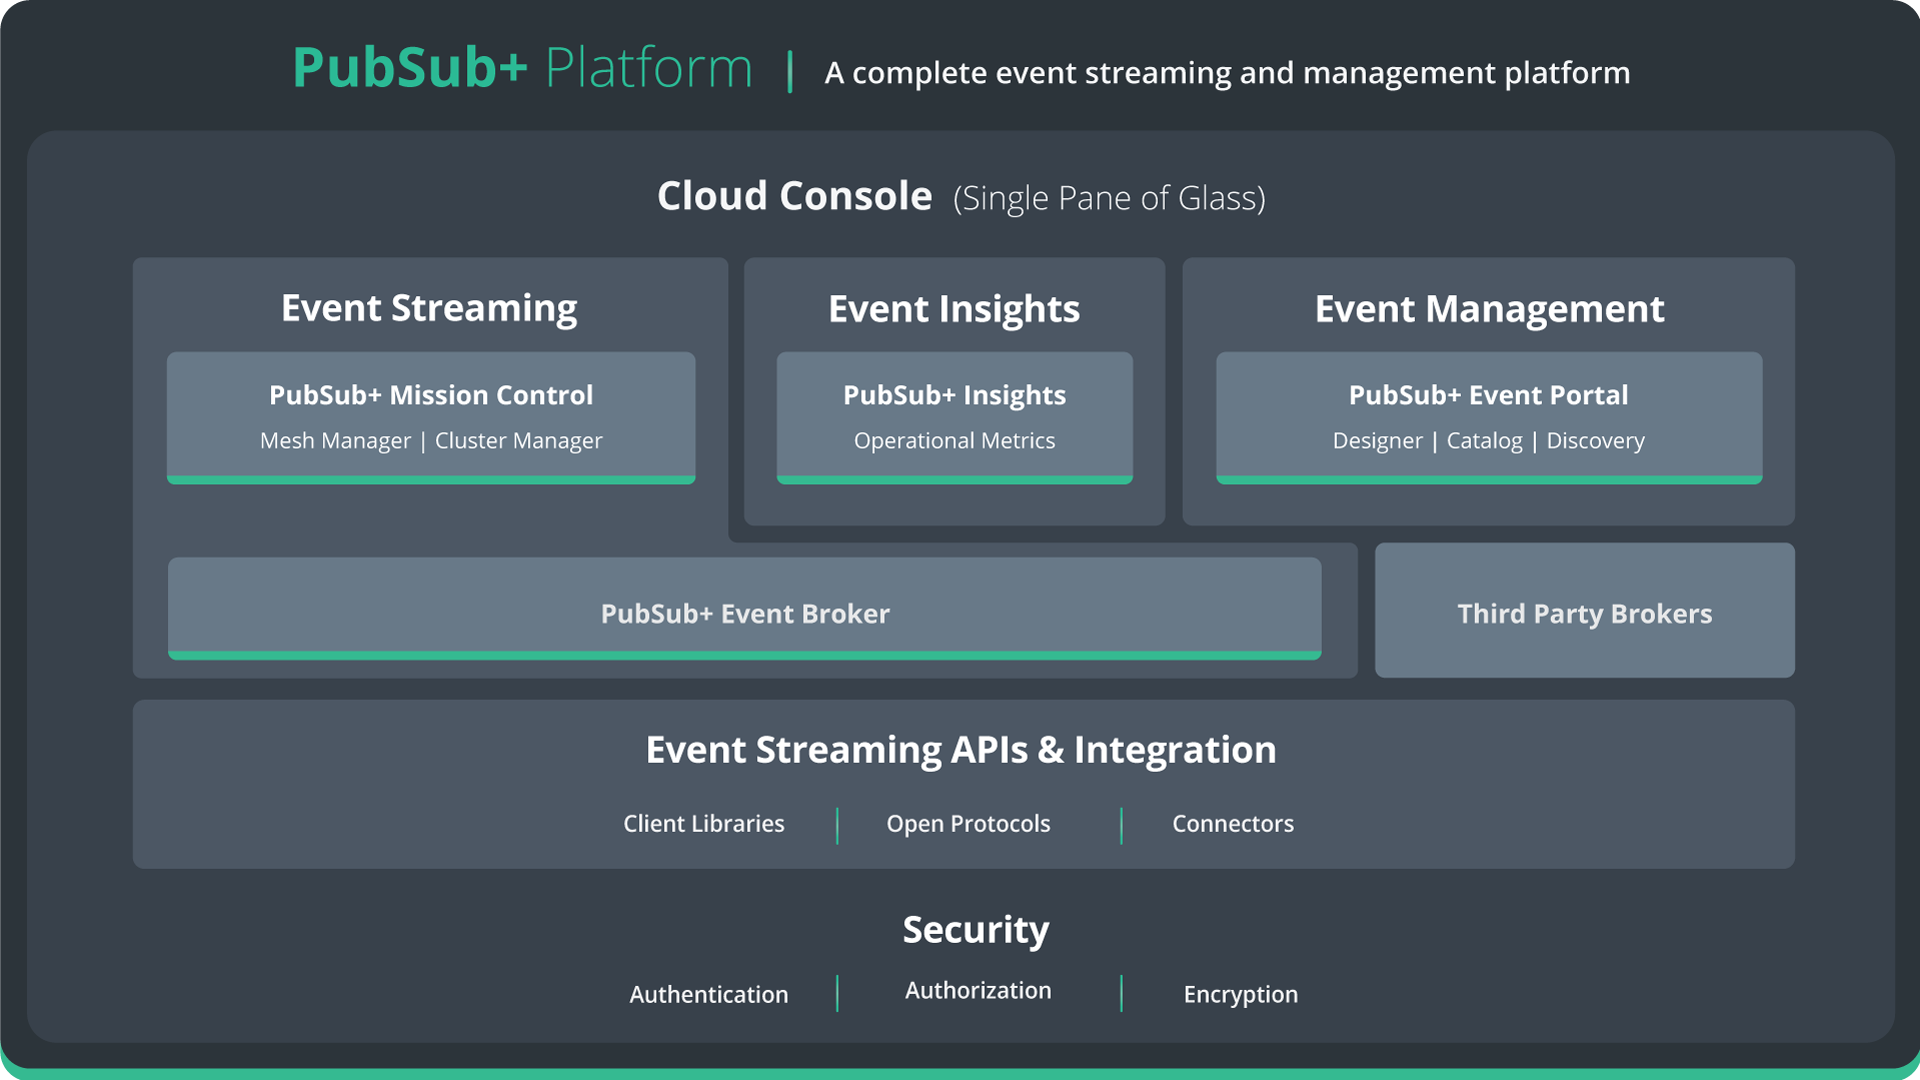 PubSub+ Platform | A complete event streaming and management platform
Cloud Console (Single Pane of Glass)
Event Streaming
PubSub+ Mission Control
Mesh Manager | Cluster Manager
Event Insights
PubSub+ Insights
Operational Metrics
Event Management
PubSub+ Event Portal
Designer | Catalog | Discovery
PubSub+ Event Broker
Third Party Brokers
Event Streaming APIs & Integration
Client Libraries | Open Protocols | Connectors
Security
Authentication | Authorization | Encryption